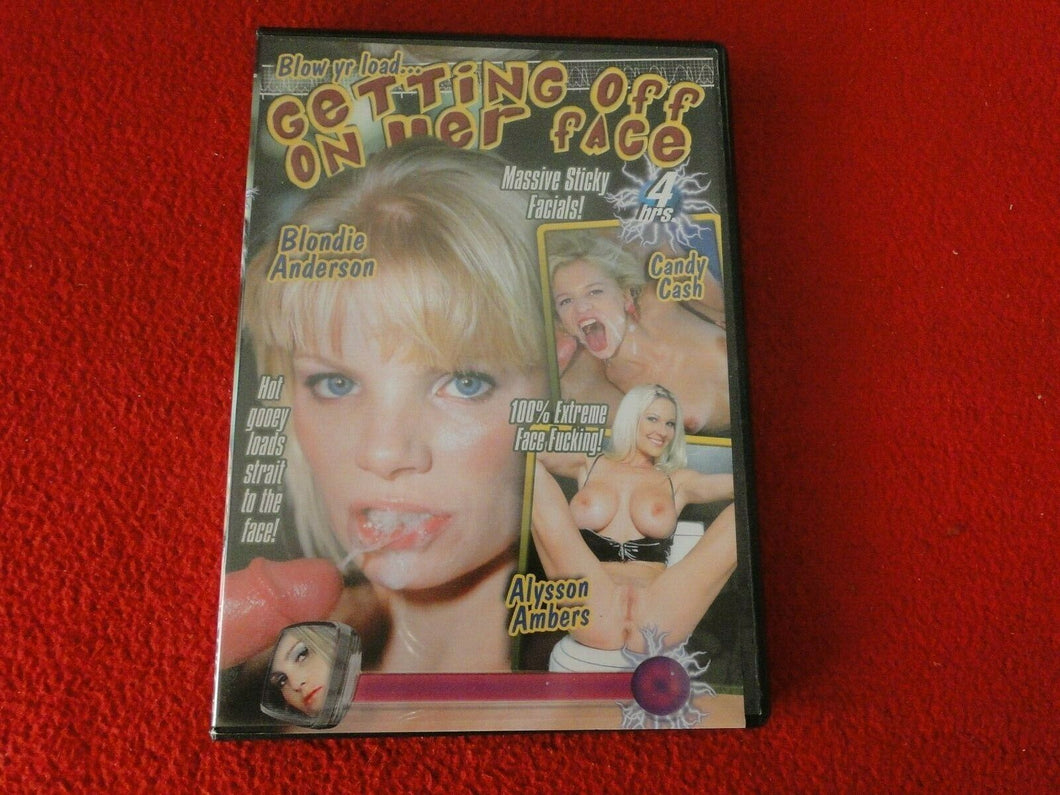 Blow yr load...
GETTING OFF
ON HER FACE
Massive Sticky
Facials!
4
hrs.
Blondie
Anderson
Candy
Cash
Hot
gooey
loads
strait
to the
face!
100% Extreme
Face Fucking!
Alysson
Ambers